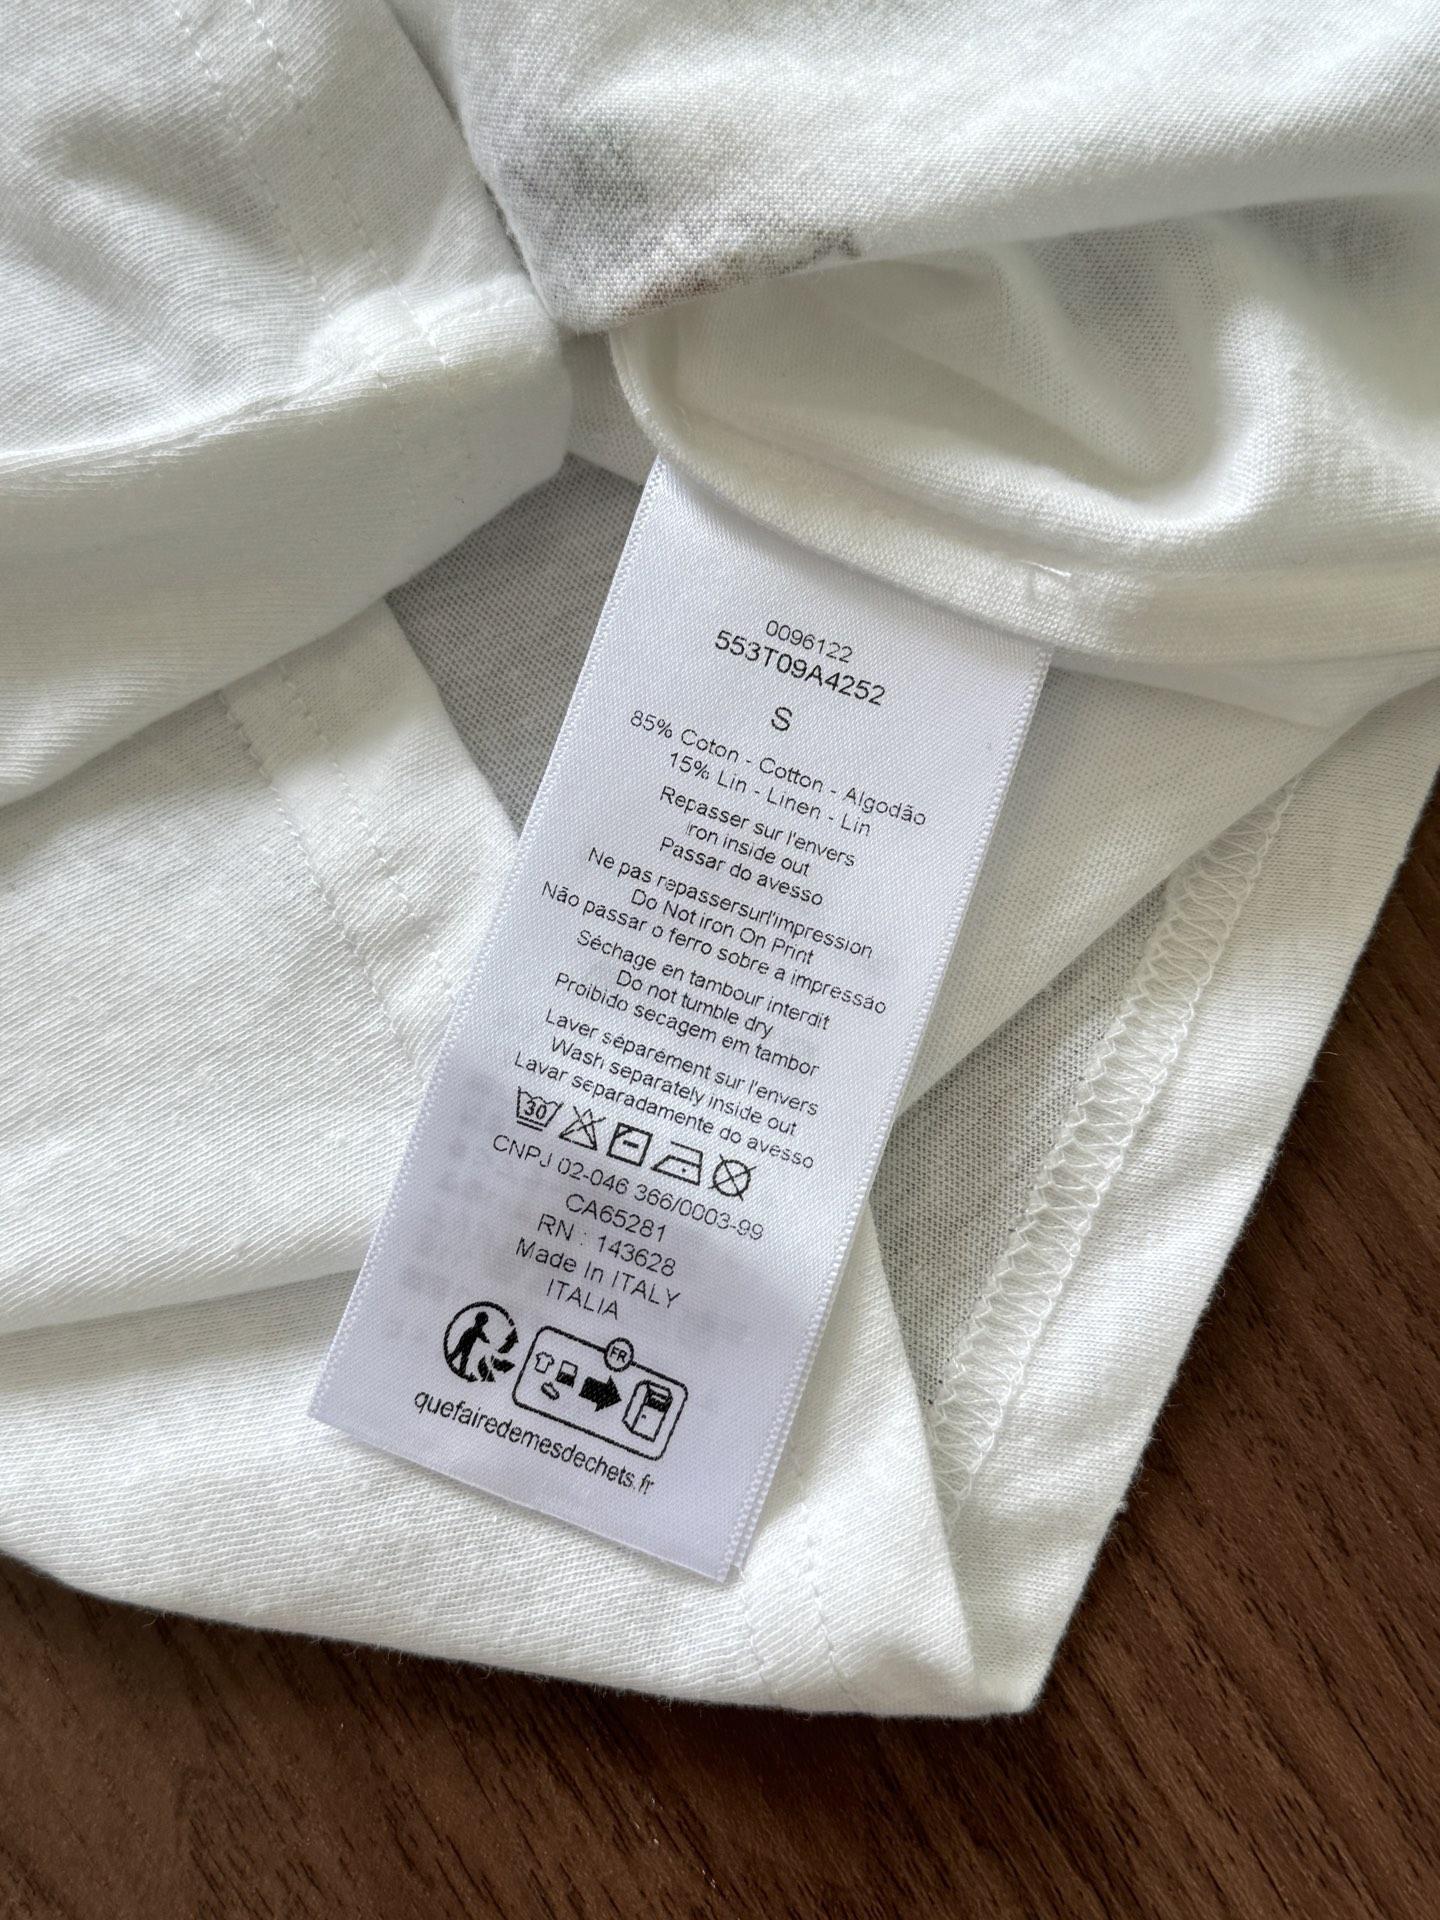 0096122
553T09A4252
S
85% Coton - Cotton - Algodão
15% Lin - Linen - Lin
Repasser sur l'envers
Iron inside out
Passar do avesso
Ne pas repassersurl'impression
Do Not iron On Print
Não passar o ferro sobre a impressão
Séchage en tambour interdit
Do not tumble dry
Proibido secagem em tambor
Laver séparément sur l'envers
Wash separately inside out
Lavar separadamente do avesso
30
CNPJ 02-046 366/0003-99
CA65281
RN : 143628
Made In ITALY
ITALIA
FR
quefairedemesdechets.fr